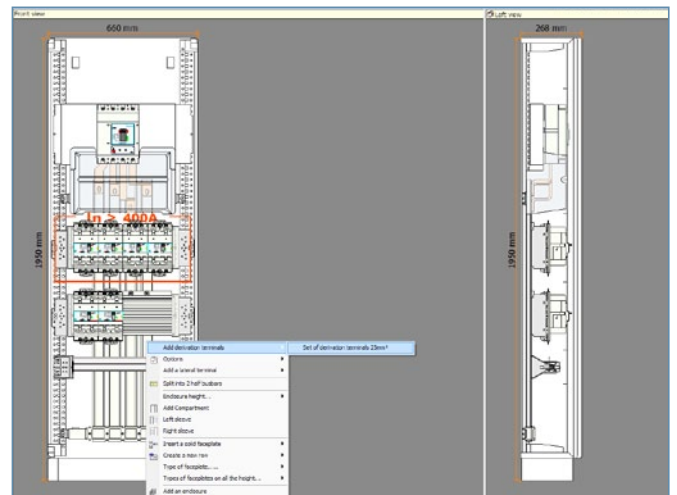 Front view
Left view
660 mm
268 mm
1950 mm
In ≥ 400A
1950 mm
Add derivation terminals
Set of derivation terminals 25mm²
Options
Add a lateral terminal
Split into 2 half busbars
Enclosure height...
Add Compartment
Left sleeve
Right sleeve
Insert a solid faceplate
Create a new row
Type of faceplate......
Types of faceplates on all the height...
Add an enclosure